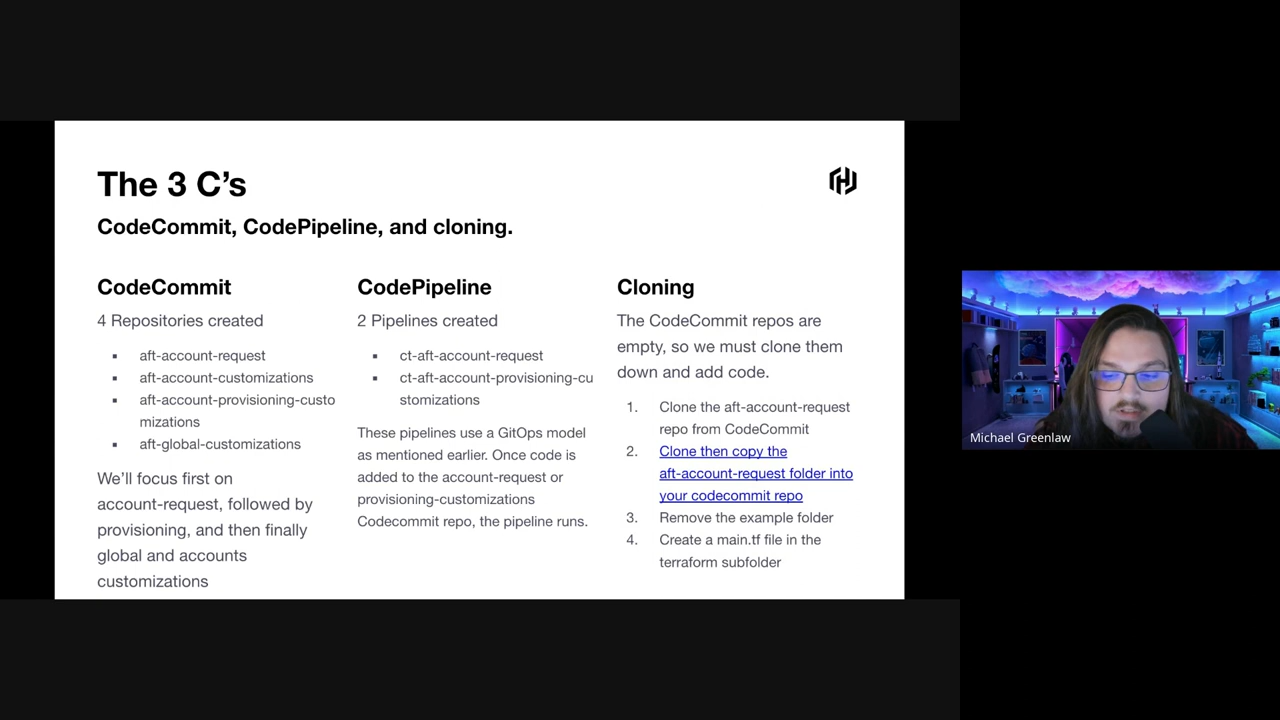 The 3 C's
CodeCommit, CodePipeline, and cloning.
CodeCommit
4 Repositories created
▪ aft-account-request
▪ aft-account-customizations
▪ aft-account-provisioning-custo
mizations
▪ aft-global-customizations
We'll focus first on
account-request, followed by
provisioning, and then finally
global and accounts
customizations
CodePipeline
2 Pipelines created
▪ ct-aft-account-request
▪ ct-aft-account-provisioning-cu
stomizations
These pipelines use a GitOps model
as mentioned earlier. Once code is
added to the account-request or
provisioning-customizations
Codecommit repo, the pipeline runs.
Cloning
The CodeCommit repos are
empty, so we must clone them
down and add code.
1. Clone the aft-account-request
repo from CodeCommit
2. Clone then copy the
aft-account-request folder into
your codecommit repo
3. Remove the example folder
4. Create a main.tf file in the
terraform subfolder
Michael Greenlaw